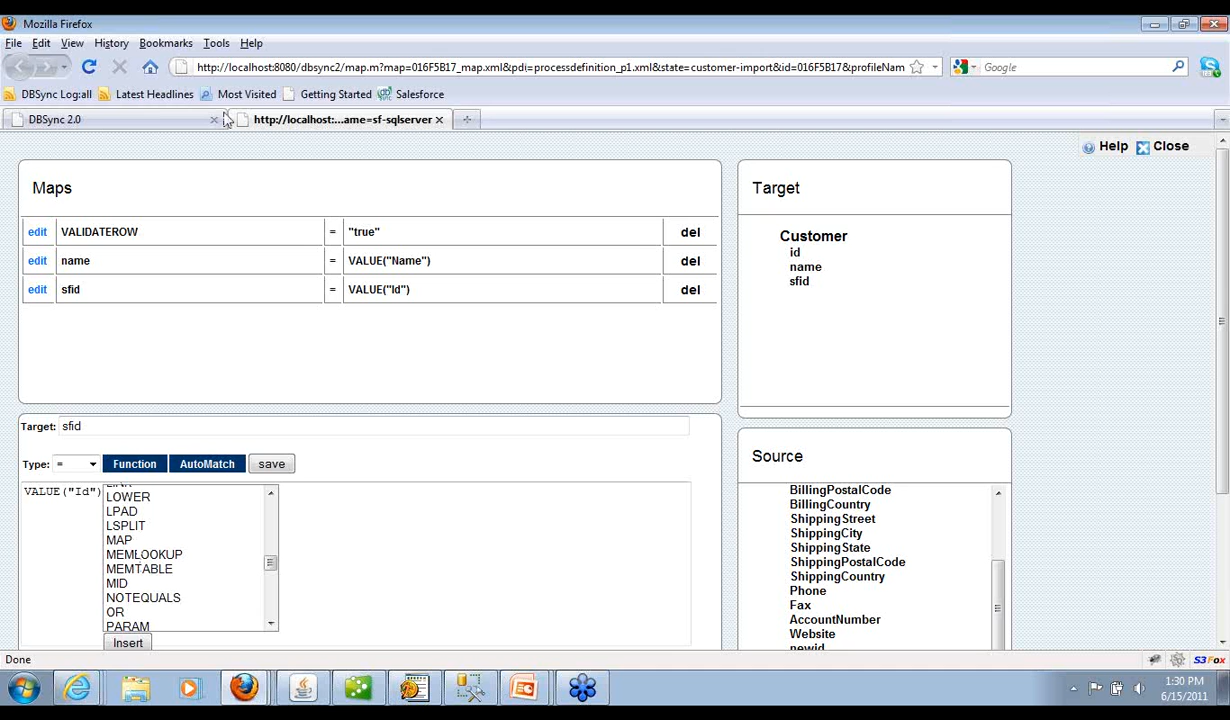 Mozilla Firefox
File Edit View History Bookmarks Tools Help
http://localhost:8080/dbsync2/map.m?map=016F5B17_map.xml&pdi=processdefinition_p1.xml&state=customer-import&id=016F5B17&profileNam
Google
DBSync Log:all Latest Headlines Most Visited Getting Started Salesforce
DBSync 2.0 http://localhost:...ame=sf-sqlserver
Help Close
Maps
edit VALIDATEROW = "true" del
edit name = VALUE("Name") del
edit sfid = VALUE("Id") del
Target
Customer
id
name
sfid
Target: sfid
Type: = Function AutoMatch save
VALUE("Id")
LINK
LOWER
LPAD
LSPLIT
MAP
MEMLOOKUP
MEMTABLE
MID
NOTEQUALS
OR
PARAM
Insert
Source
BillingPostalCode
BillingCountry
ShippingStreet
ShippingCity
ShippingState
ShippingPostalCode
ShippingCountry
Phone
Fax
AccountNumber
Website
newid
Done
S3Fox
1:30 PM
6/15/2011